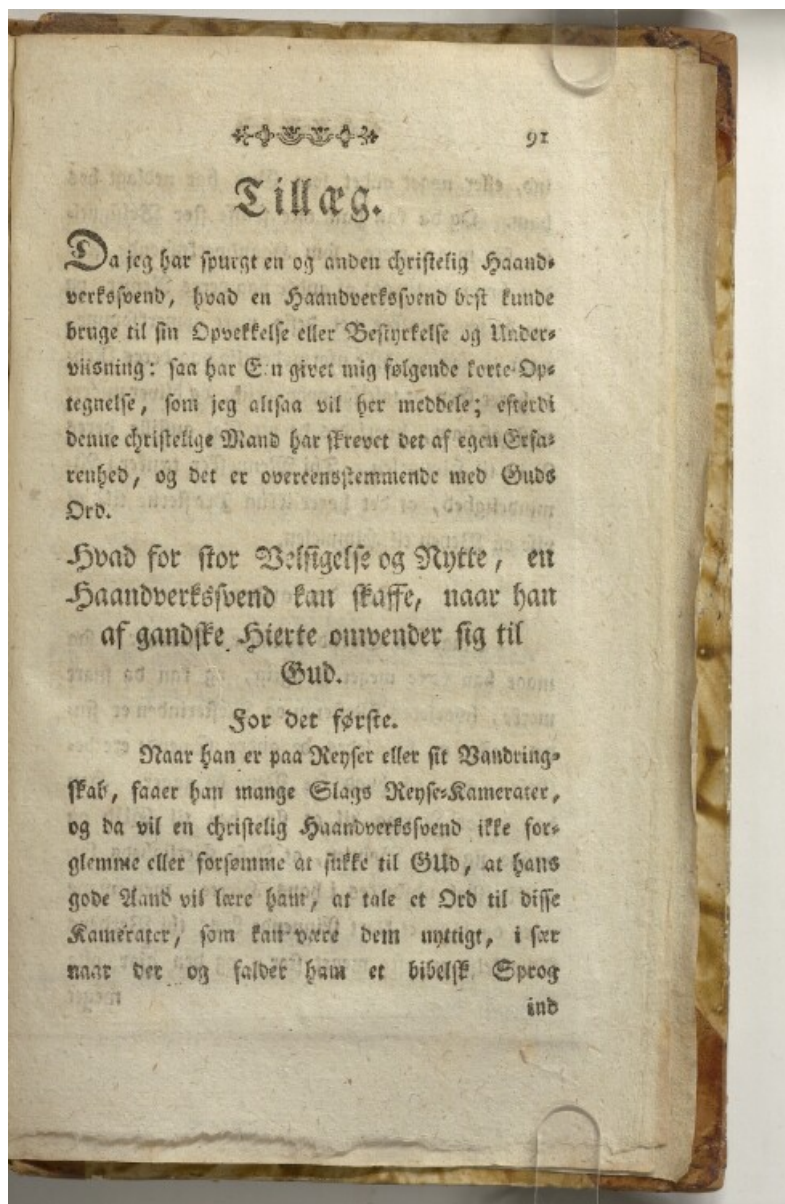 91
Tillæg.
Da jeg har spurgt en og anden christelig Haand-
verkssvend, hvad en Haandverkssvend best kunde
bruge til sin Opvekkelse eller Bestyrkelse og Under-
viisning: saa har En givet mig følgende korte Op-
tegnelse, som jeg altsaa vil her meddele; efterdi
denne christelige Mand har skrevet det af egen Erfa-
renhed, og det er overeensstemmende med Guds
Ord.
Hvad for stor Velsigelse og Nytte, en
Haandverkssvend kan skaffe, naar han
af gandske Hierte omvender sig til
Gud.
For det første.
Naar han er paa Reyser eller sit Vandring-
skab, faaer han mange Slags Reyse-Kamerater,
og da vil en christelig Haandverkssvend ikke for-
glemme eller forsømme at sukke til GUd, at hans
gode Aand vil lære ham, at tale et Ord til disse
Kamerater, som kan være dem nyttigt, i sær
naar der og falder ham et bibelsk Sprog
ind